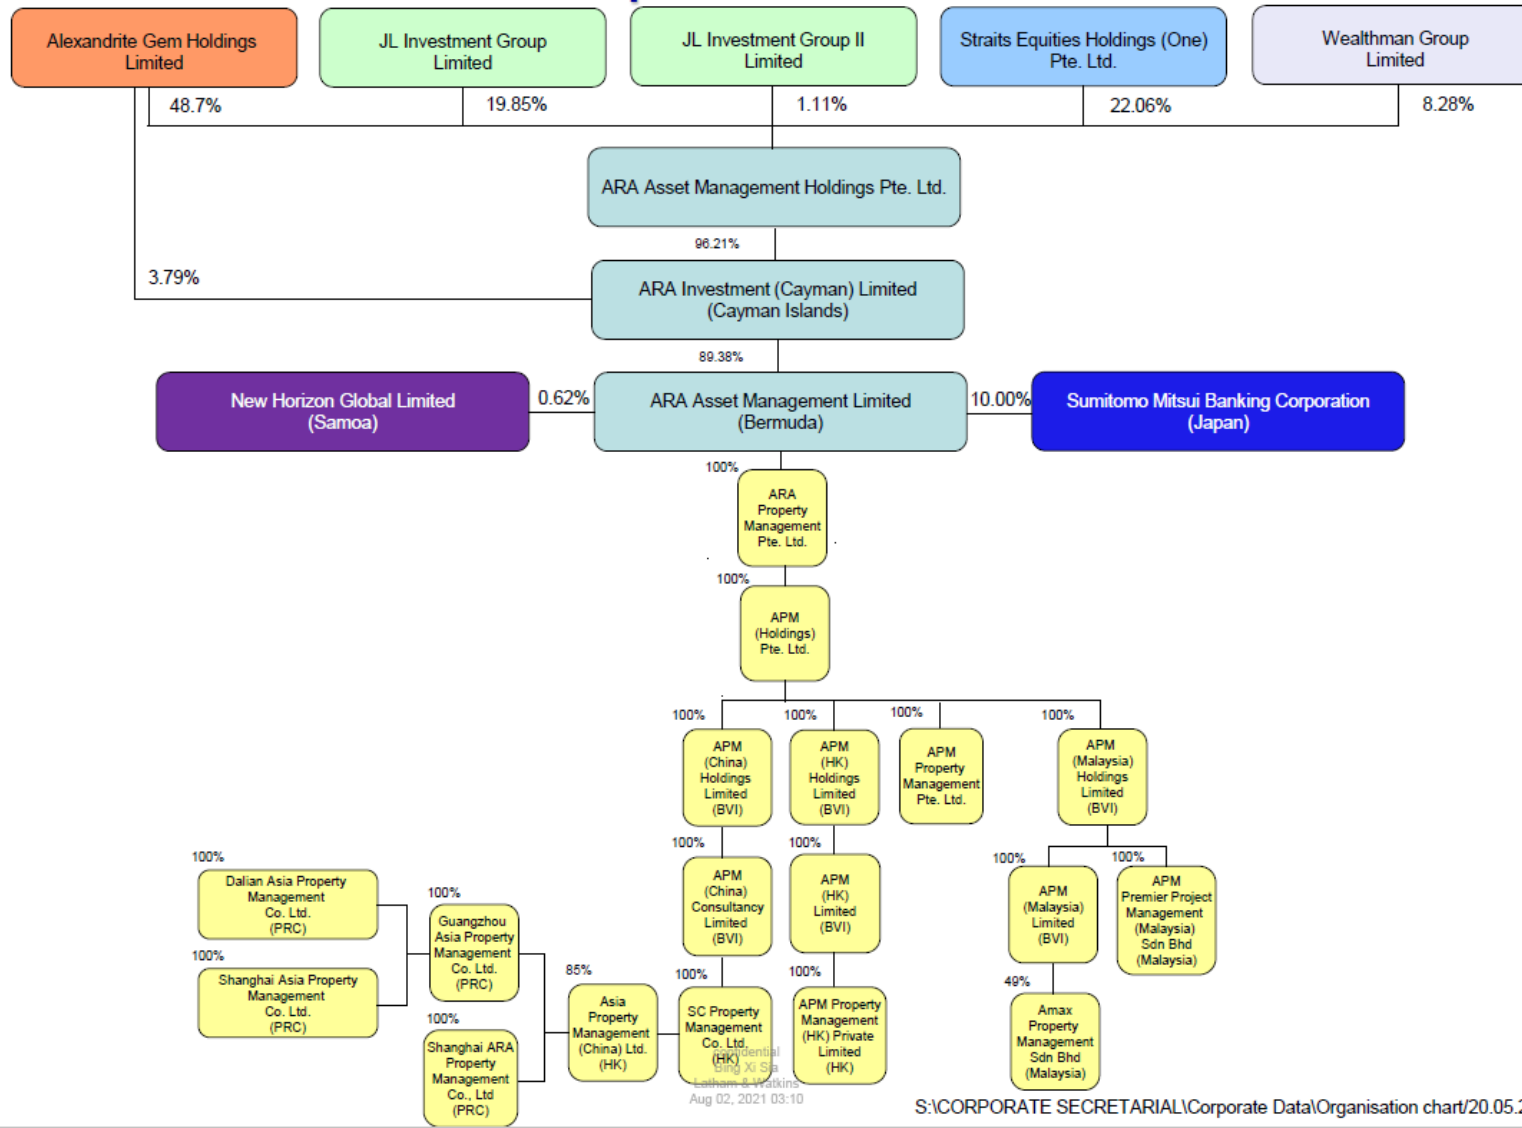 Alexandrite Gem Holdings
Limited
JL Investment Group
Limited
JL Investment Group II
Limited
Straits Equities Holdings (One)
Pte. Ltd.
Wealthman Group
Limited
48.7%
19.85%
1.11%
22.06%
8.28%
ARA Asset Management Holdings Pte. Ltd.
96.21%
3.79%
ARA Investment (Cayman) Limited
(Cayman Islands)
89.38%
New Horizon Global Limited
(Samoa)
0.62%
ARA Asset Management Limited
(Bermuda)
10.00%
Sumitomo Mitsui Banking Corporation
(Japan)
100%
ARA
Property
Management
Pte. Ltd.
100%
APM
(Holdings)
Pte. Ltd.
100%
APM
(China)
Holdings
Limited
(BVI)
100%
APM
(HK)
Holdings
Limited
(BVI)
100%
APM
Property
Management
Pte. Ltd.
100%
APM
(Malaysia)
Holdings
Limited
(BVI)
100%
APM
(China)
Consultancy
Limited
(BVI)
100%
APM
(HK)
Limited
(BVI)
100%
APM
(Malaysia)
Limited
(BVI)
100%
APM
Premier Project
Management
(Malaysia)
Sdn Bhd
(Malaysia)
100%
Dalian Asia Property
Management
Co. Ltd.
(PRC)
100%
Shanghai Asia Property
Management
Co. Ltd.
(PRC)
100%
Guangzhou
Asia Property
Management
Co. Ltd.
(PRC)
100%
Shanghai ARA
Property
Management
Co., Ltd
(PRC)
85%
Asia
Property
Management
(China) Ltd.
(HK)
100%
SC Property
Management
Co. Ltd.
(HK)
100%
APM Property
Management
(HK) Private
Limited
(HK)
49%
Amax
Property
Management
Sdn Bhd
(Malaysia)
Confidential
Bing Xi Sia
Latham & Watkins
Aug 02, 2021 03:10
S:\CORPORATE SECRETARIAL\Corporate Data\Organisation chart/20.05.2